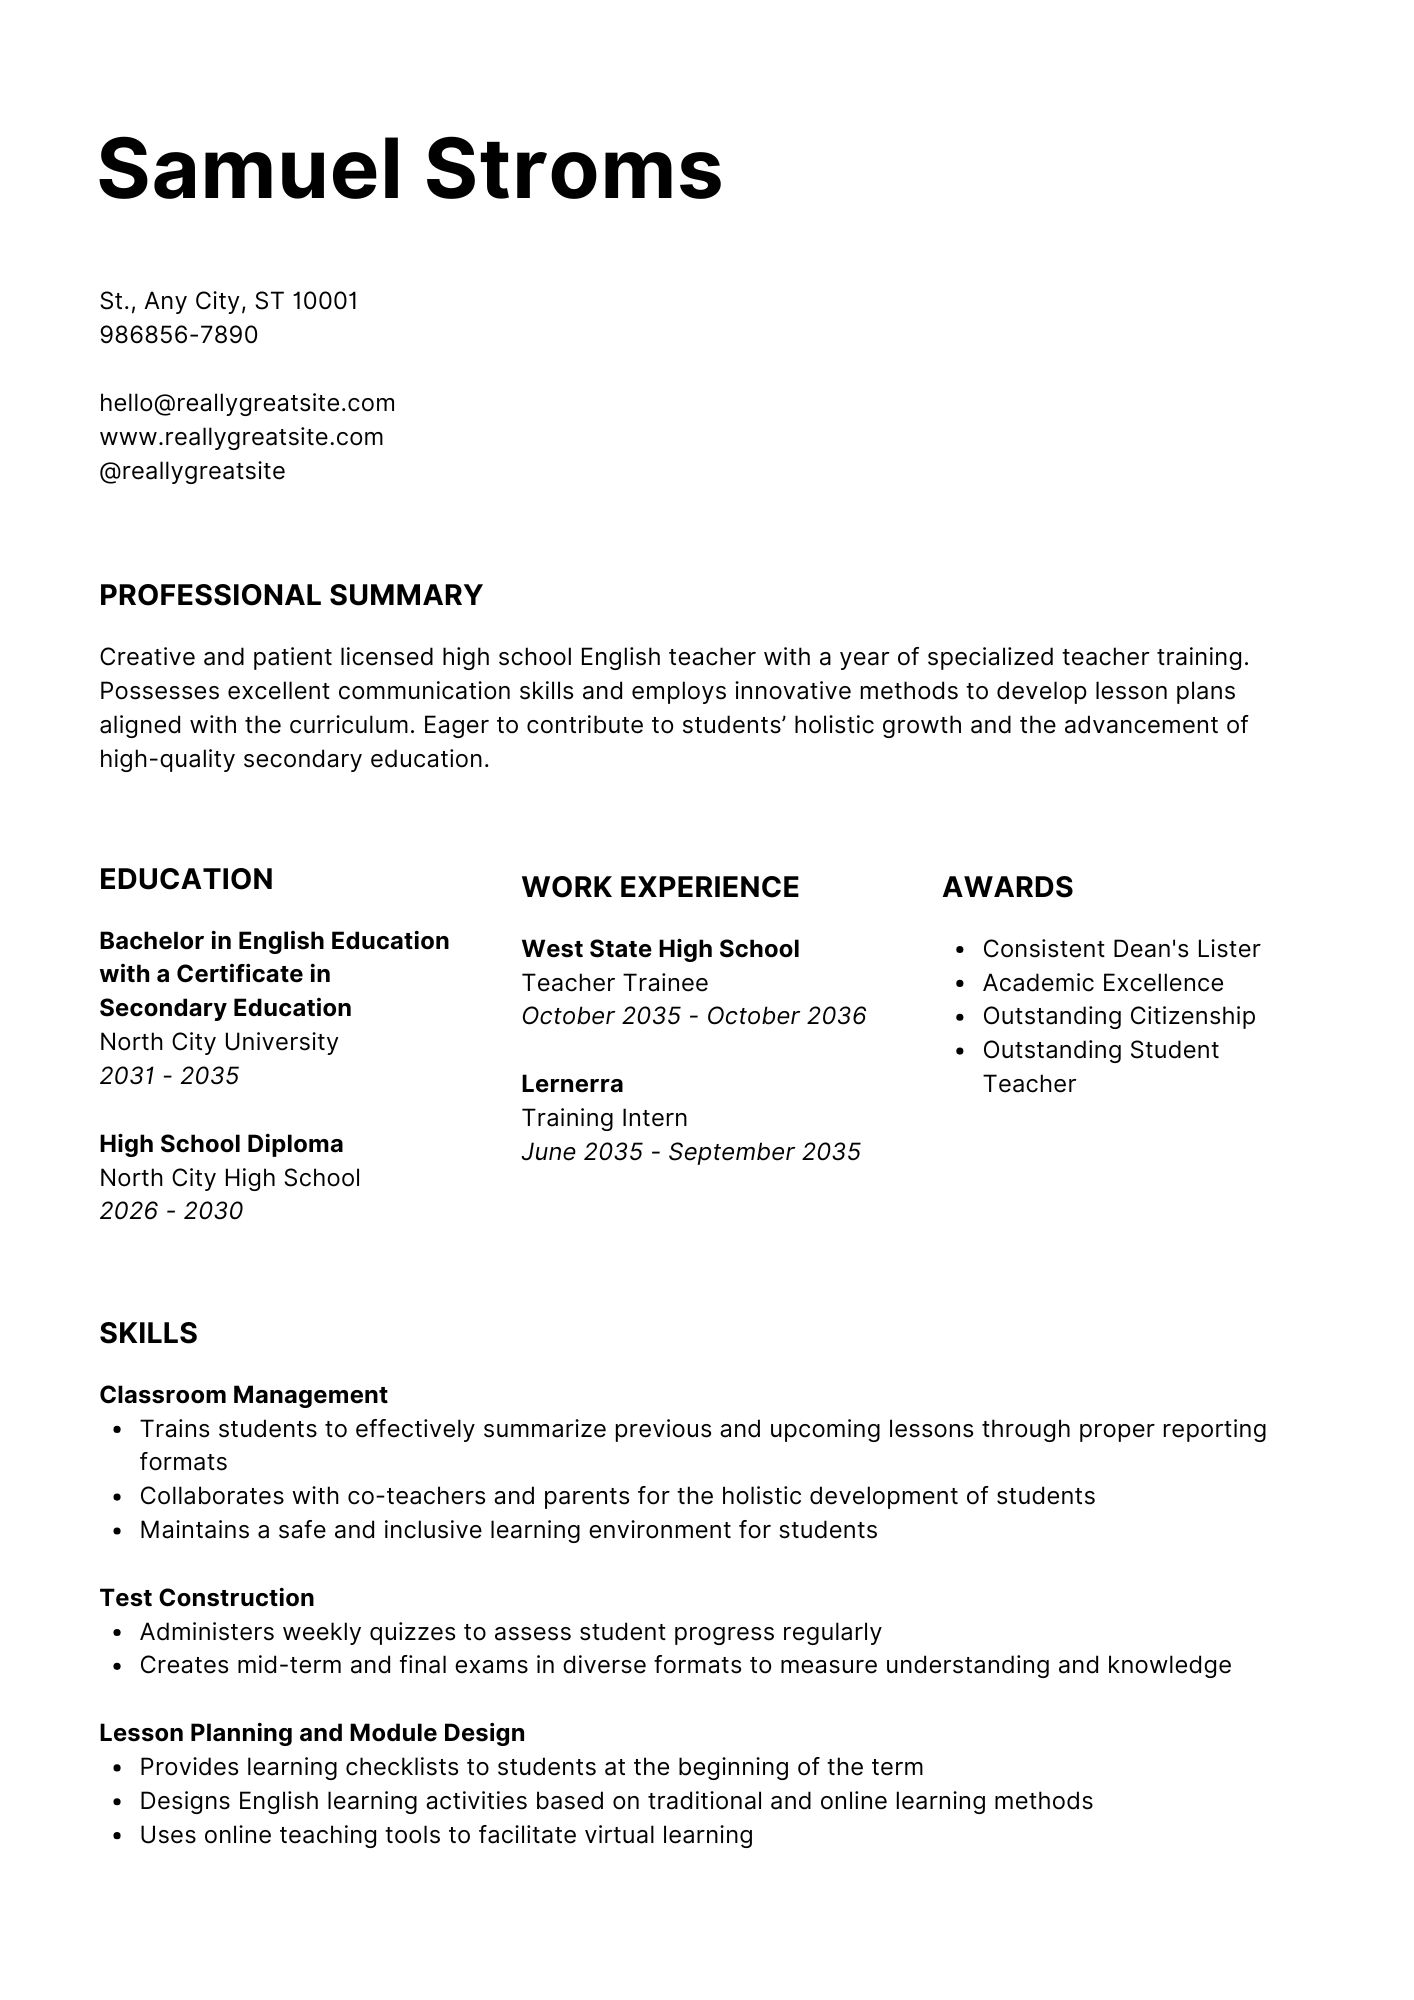 Samuel Stroms
St., Any City, ST 10001
986856-7890
hello@reallygreatsite.com
www.reallygreatsite.com
@reallygreatsite
PROFESSIONAL SUMMARY
Creative and patient licensed high school English teacher with a year of specialized teacher training.
Possesses excellent communication skills and employs innovative methods to develop lesson plans
aligned with the curriculum. Eager to contribute to students’ holistic growth and the advancement of
high-quality secondary education.
EDUCATION
Bachelor in English Education
with a Certificate in
Secondary Education
North City University
2031 - 2035
High School Diploma
North City High School
2026 - 2030
WORK EXPERIENCE
West State High School
Teacher Trainee
October 2035 - October 2036
Lernerra
Training Intern
June 2035 - September 2035
AWARDS
• Consistent Dean's Lister
• Academic Excellence
• Outstanding Citizenship
• Outstanding Student
Teacher
SKILLS
Classroom Management
• Trains students to effectively summarize previous and upcoming lessons through proper reporting
formats
• Collaborates with co-teachers and parents for the holistic development of students
• Maintains a safe and inclusive learning environment for students
Test Construction
• Administers weekly quizzes to assess student progress regularly
• Creates mid-term and final exams in diverse formats to measure understanding and knowledge
Lesson Planning and Module Design
• Provides learning checklists to students at the beginning of the term
• Designs English learning activities based on traditional and online learning methods
• Uses online teaching tools to facilitate virtual learning